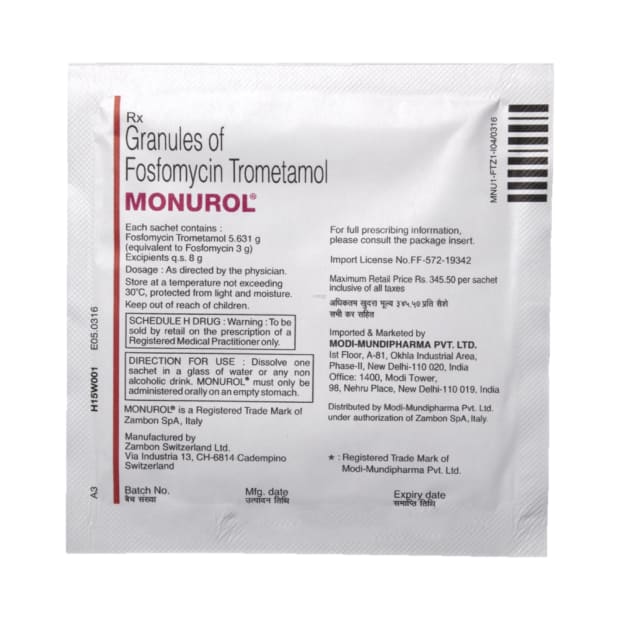 Rx
Granules of
Fosfomycin Trometamol
MONUROL®
Each sachet contains :
Fosfomycin Trometamol 5.631 g
(equivalent to Fosfomycin 3 g)
Excipients q.s. 8 g
Dosage : As directed by the physician.
Store at a temperature not exceeding
30°C, protected from light and moisture.
Keep out of reach of children.
SCHEDULE H DRUG : Warning : To be
sold by retail on the prescription of a
Registered Medical Practitioner only.
DIRECTION FOR USE : Dissolve one
sachet in a glass of water or any non
alcoholic drink. MONUROL® must only be
administered orally on an empty stomach.
MONUROL® is a Registered Trade Mark of
Zambon SpA, Italy
Manufactured by
Zambon Switzerland Ltd.
Via Industria 13, CH-6814 Cadempino
Switzerland
Batch No.
बैच संख्या
Mfg. date
उत्पादन तिथि
Expiry date
समाप्ति तिथि
For full prescribing information,
please consult the package insert.
Import License No.FF-572-19342
Maximum Retail Price Rs. 345.50 per sachet
inclusive of all taxes
अधिकतम खुदरा मूल्य ३४५.५० प्रति सैशे
सभी कर सहित
Imported & Marketed by
MODI-MUNDIPHARMA PVT. LTD.
Ist Floor, A-81, Okhla Industrial Area,
Phase-II, New Delhi-110 020, India
Office: 1400, Modi Tower,
98, Nehru Place, New Delhi-110 019, India
Distributed by Modi-Mundipharma Pvt. Ltd.
under authorization of Zambon SpA, Italy.
★ : Registered Trade Mark of
Modi-Mundipharma Pvt. Ltd.
MNU1-FTZ1-I04/0316
A3 H15W001 E05.0316